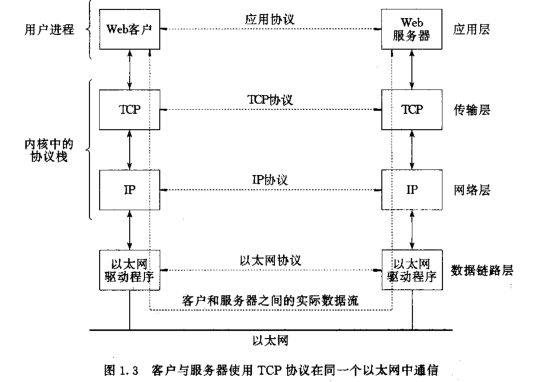 用户进程
Web客户
应用协议
Web
服务器
应用层
TCP
TCP协议
TCP
传输层
内核中的
协议栈
IP
IP协议
IP
网络层
以太网
驱动程序
以太网协议
以太网
驱动程序
数据链路层
客户和服务器之间的实际数据流
以太网
图 1.3 客户与服务器使用 TCP 协议在同一个以太网中通信